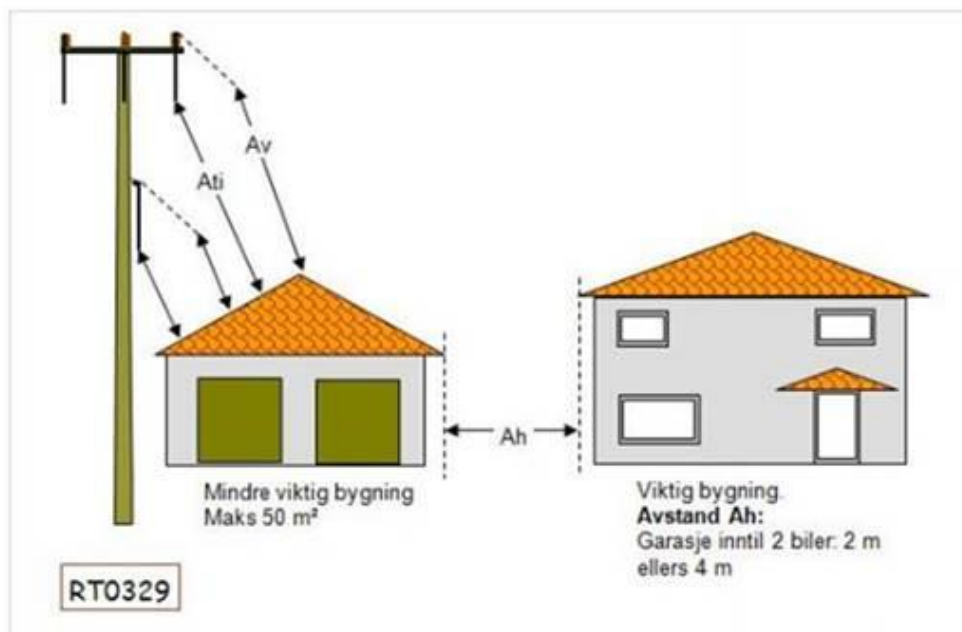 Av
Ati
Ah
Mindre viktig bygning
Maks 50 m²
Viktig bygning.
Avstand Ah:
Garasje inntil 2 biler: 2 m
ellers 4 m
RT0329